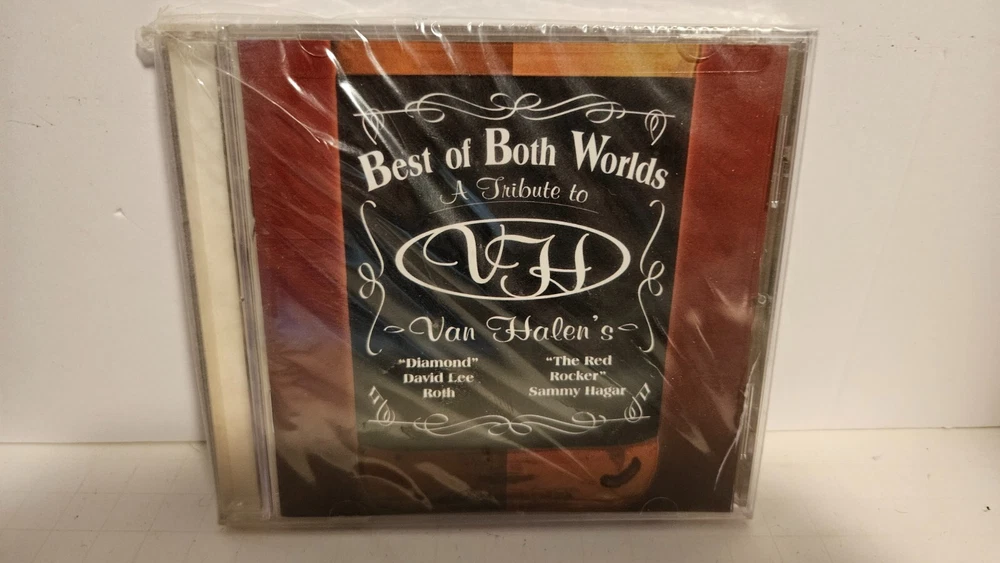 Best of Both Worlds
A Tribute to
VH
~Van Halen's~
"Diamond"
David Lee
Roth
"The Red
Rocker"
Sammy Hagar